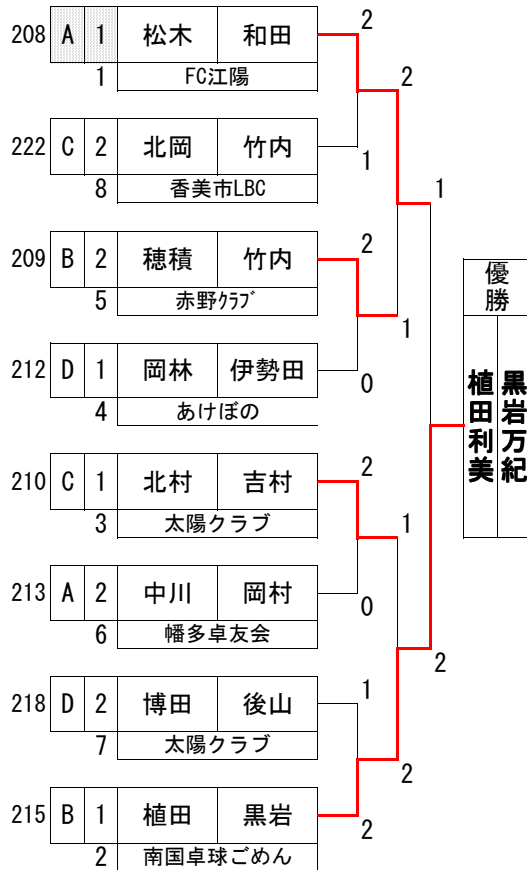 208 A 1 松木 和田 2
1 FC江陽 2
222 C 2 北岡 竹内 1
8 香美市LBC 1
209 B 2 穂積 竹内 2
5 赤野ｸﾗﾌﾞ 1
212 D 1 岡林 伊勢田 0
4 あけぼの
210 C 1 北村 吉村 2
3 太陽クラブ 1
213 A 2 中川 岡村 0
6 幡多卓友会 2
218 D 2 博田 後山 1
7 太陽クラブ 2
215 B 1 植田 黒岩 2
2 南国卓球ごめん
優勝
黒岩万紀
植田利美